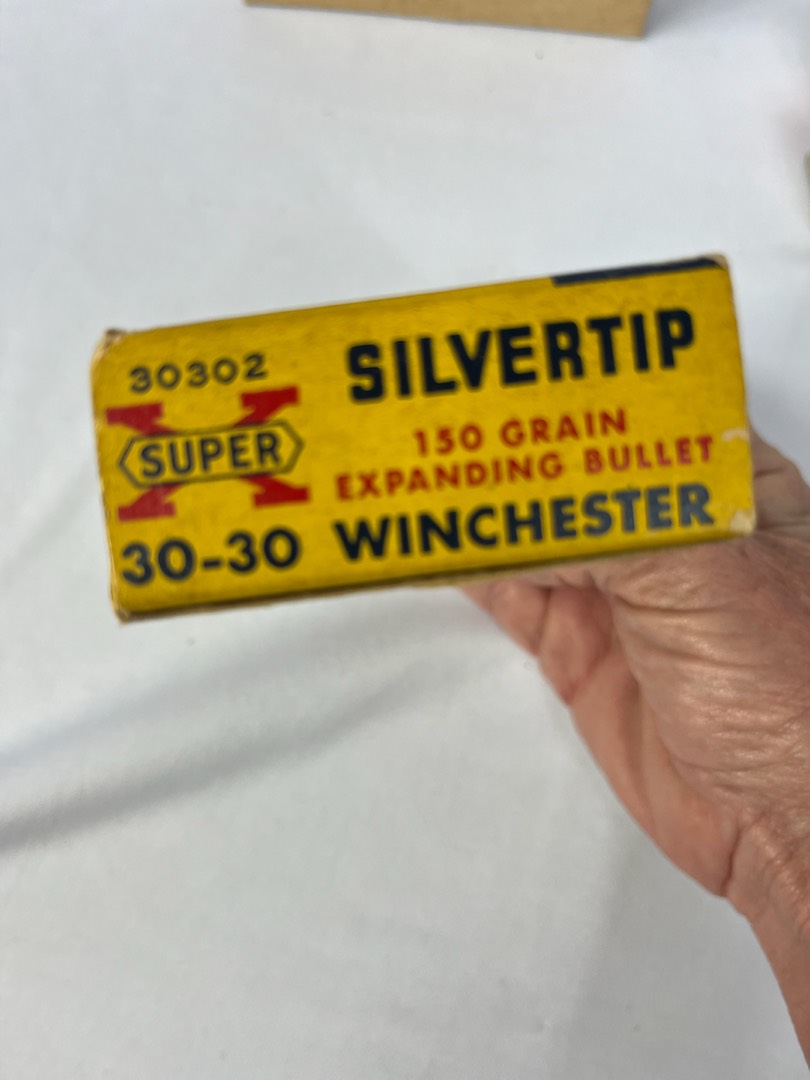 30302
SUPER X
30-30
SILVERTIP
150 GRAIN
EXPANDING BULLET
WINCHESTER